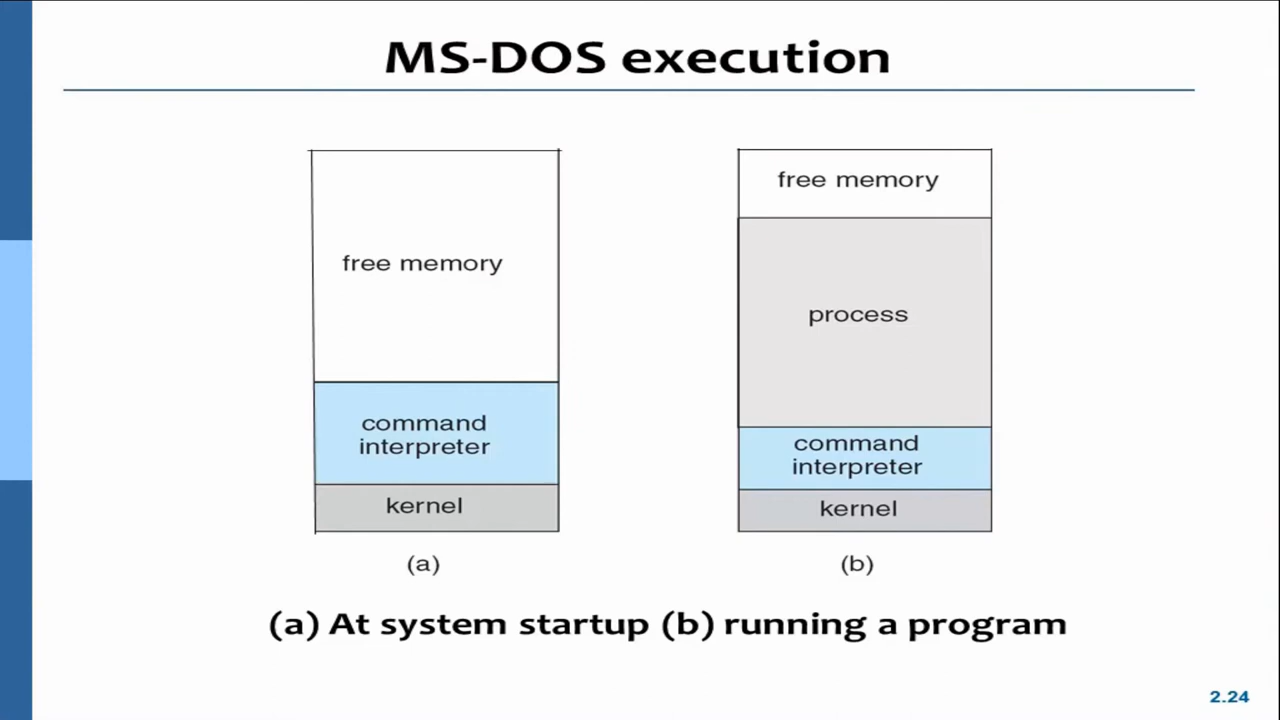 MS-DOS execution
free memory
command
interpreter
kernel
(a)
free memory
process
command
interpreter
kernel
(b)
(a) At system startup (b) running a program
2.24